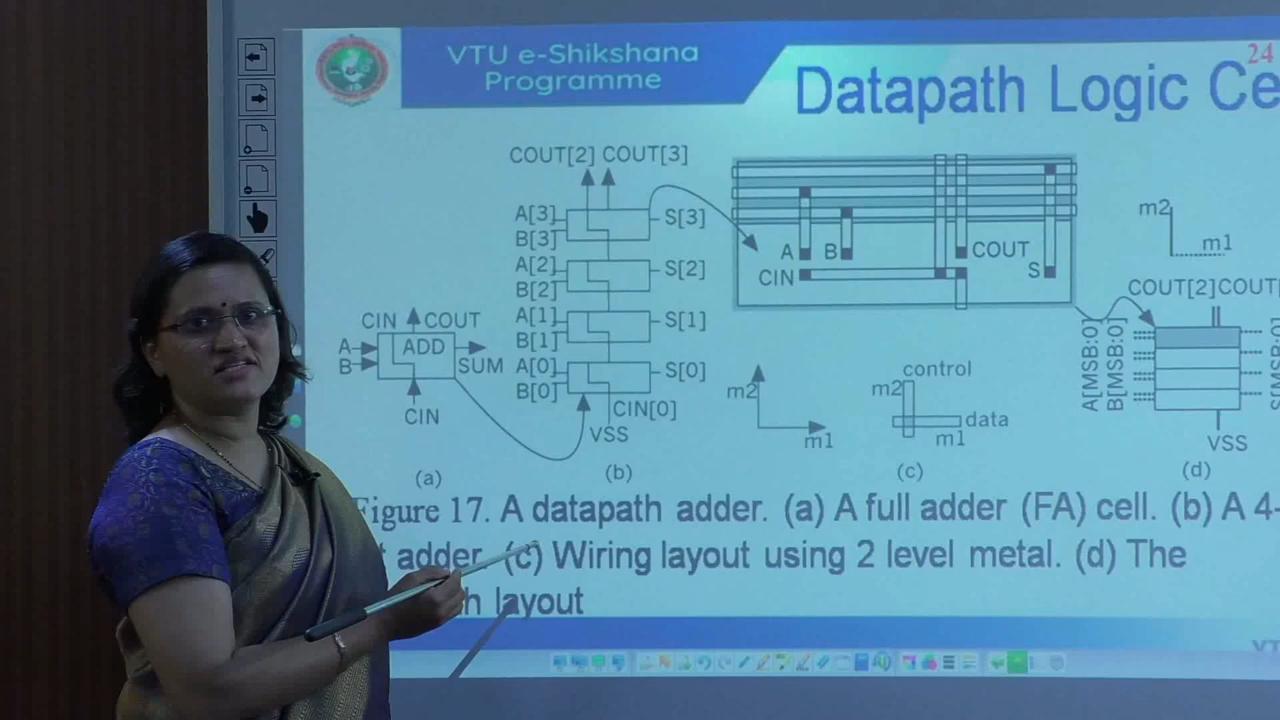 VTU e-Shikshana
Programme
24
Datapath Logic Ce
COUT[2] COUT[3]
A[3]
B[3]
S[3]
A[2]
B[2]
S[2]
A[1]
B[1]
S[1]
A[0]
B[0]
S[0]
CIN[0]
VSS
(b)
CIN COUT
A
B
ADD
SUM
CIN
(a)
A B COUT
CIN S
m2
m1
m2 control
data
m1
(c)
m2
m1
COUT[2]COUT[
A[MSB:0]
B[MSB:0]
S[MSB:0]
VSS
(d)
Figure 17. A datapath adder. (a) A full adder (FA) cell. (b) A 4-
t adder. (c) Wiring layout using 2 level metal. (d) The
h layout
VT